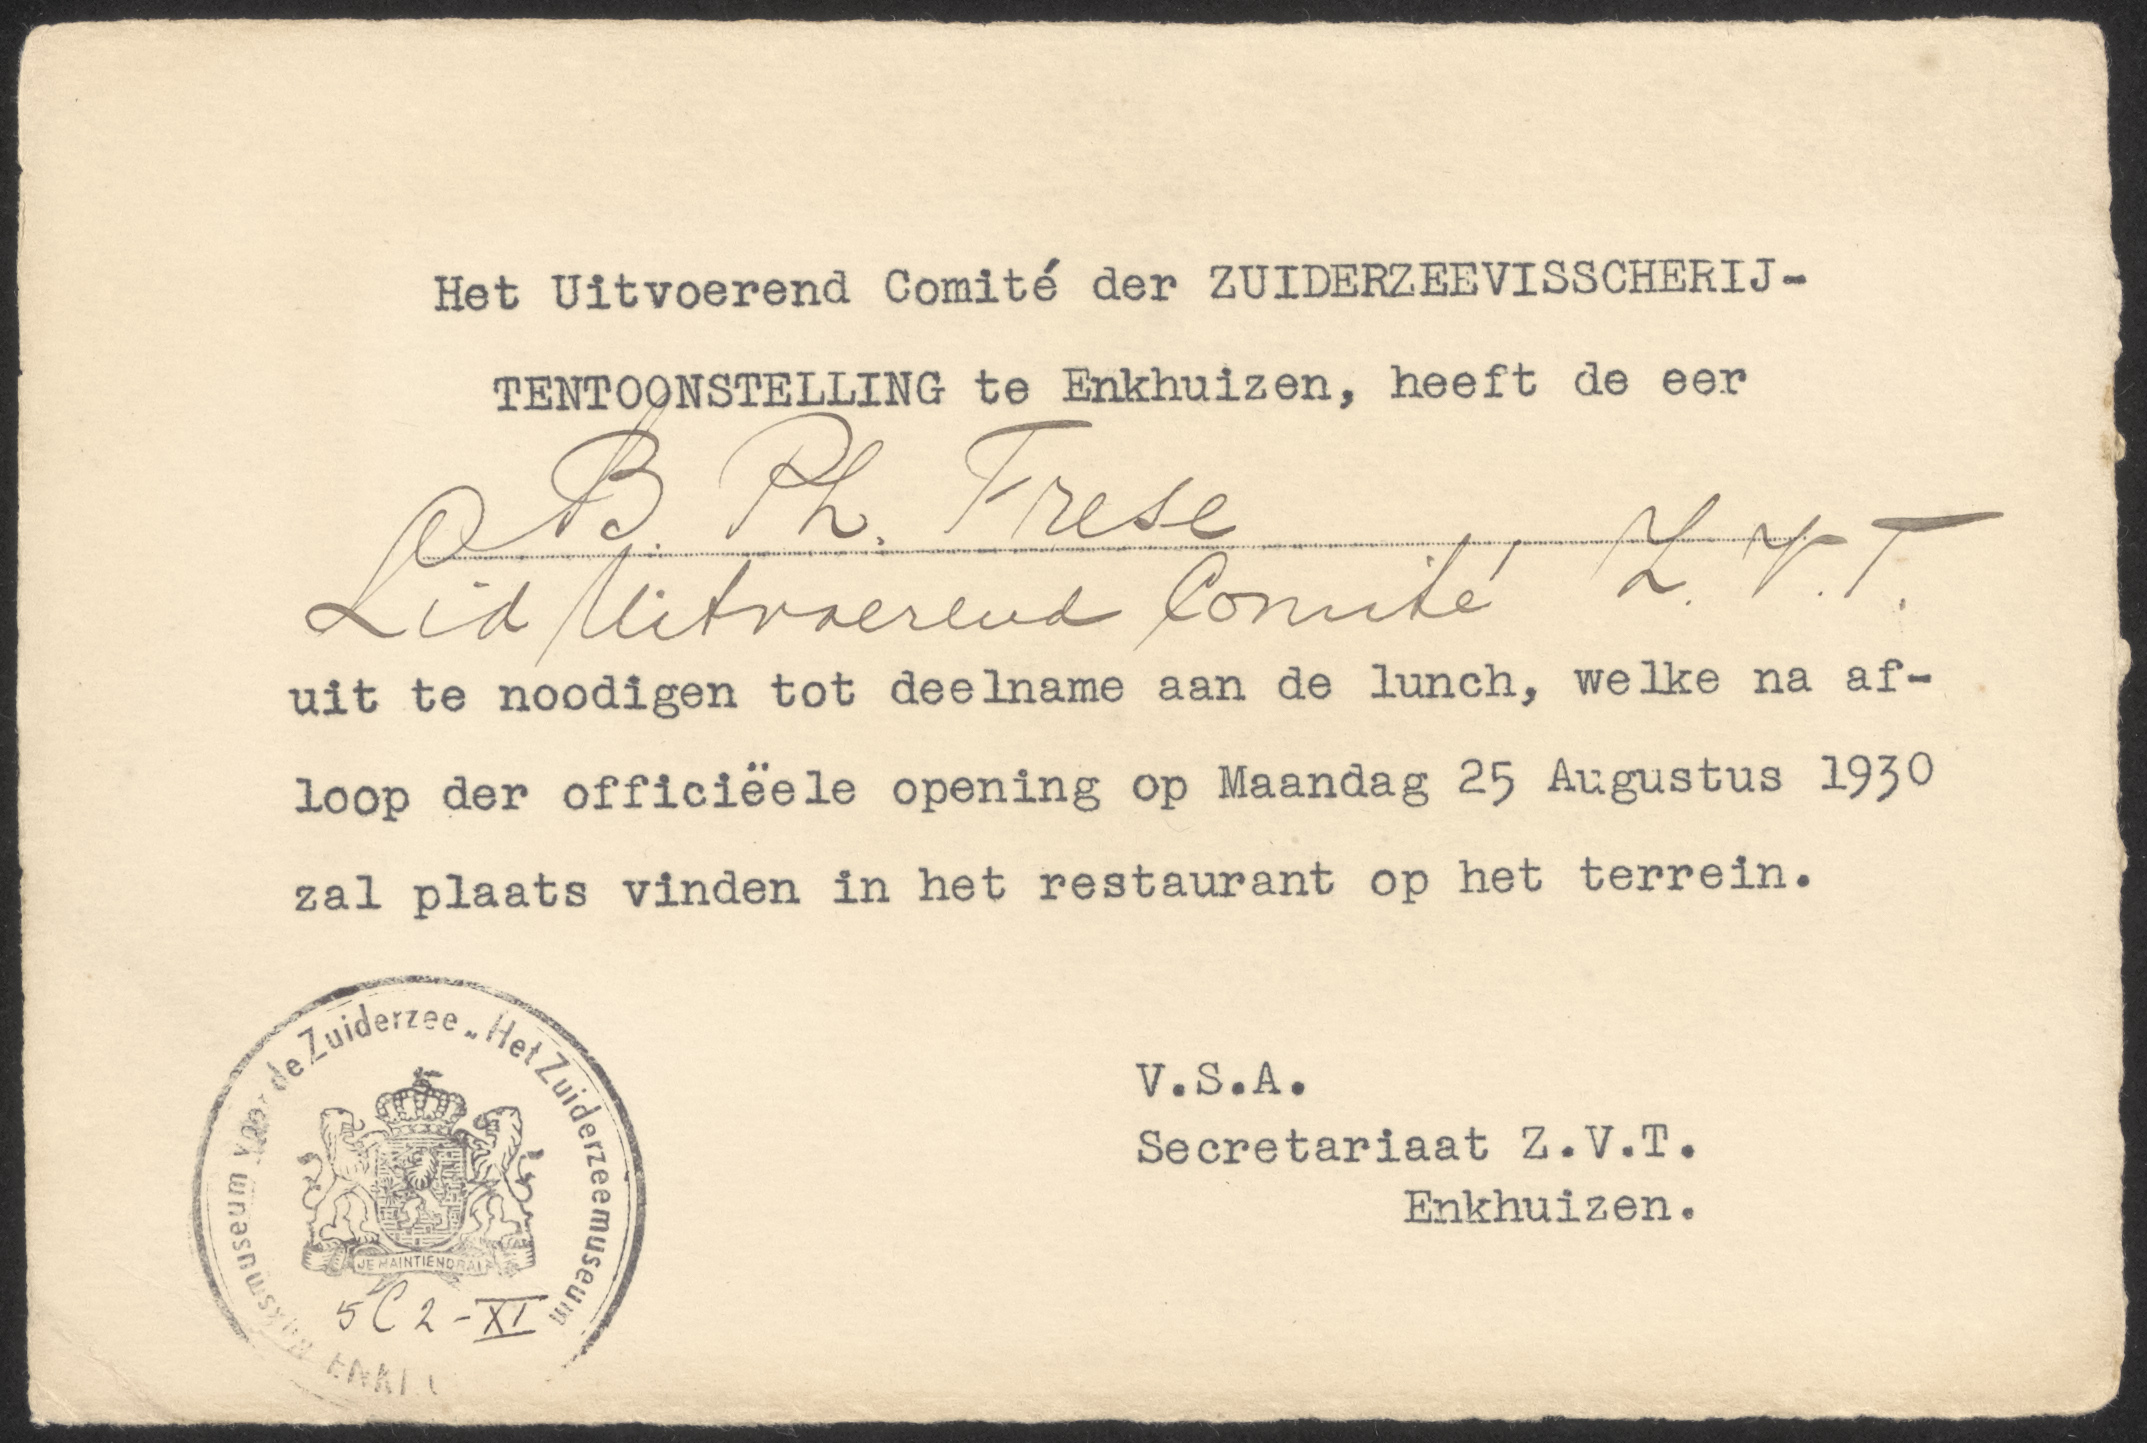 Het Uitvoerend Comité der ZUIDERZEEVISSCHERIJ-
TENTOONSTELLING te Enkhuizen, heeft de eer
B. Ph. Frese
Lid Uitvoerend Comité Z.V.T.
uit te noodigen tot deelname aan de lunch, welke na af-
loop der officiëele opening op Maandag 25 Augustus 1930
zal plaats vinden in het restaurant op het terrein.
V.S.A.
Secretariaat Z.V.T.
Enkhuizen.
Rijksmuseum voor de Zuiderzee „Het Zuiderzeemuseum
JE MAINTIENDRAI
5C2-XI